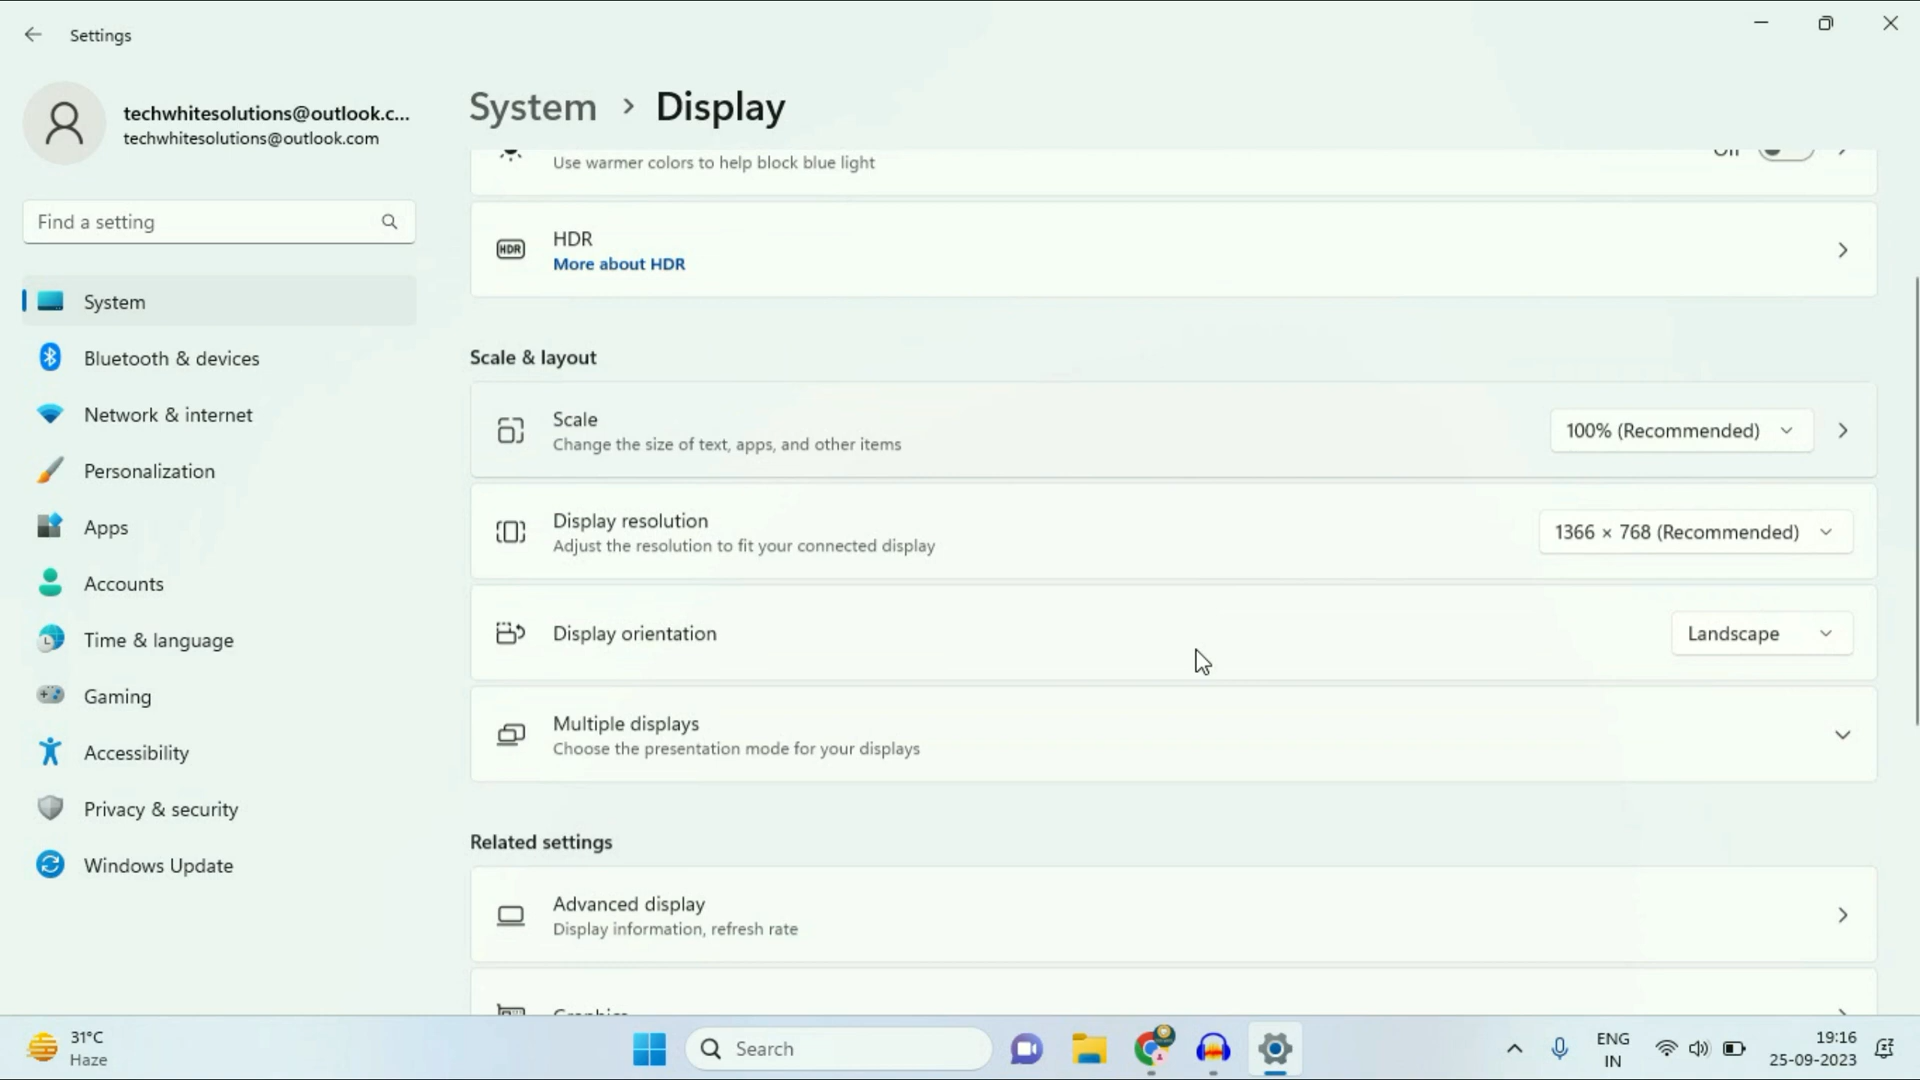 Settings
techwhitesolutions@outlook.c...
techwhitesolutions@outlook.com
Find a setting
System
Bluetooth & devices
Network & internet
Personalization
Apps
Accounts
Time & language
Gaming
Accessibility
Privacy & security
Windows Update
System > Display
Use warmer colors to help block blue light
Off
HDR
HDR
More about HDR
Scale & layout
Scale
Change the size of text, apps, and other items
100% (Recommended)
Display resolution
Adjust the resolution to fit your connected display
1366 × 768 (Recommended)
Display orientation
Landscape
Multiple displays
Choose the presentation mode for your displays
Related settings
Advanced display
Display information, refresh rate
Graphics
31°C
Haze
Search
ENG
IN
19:16
25-09-2023